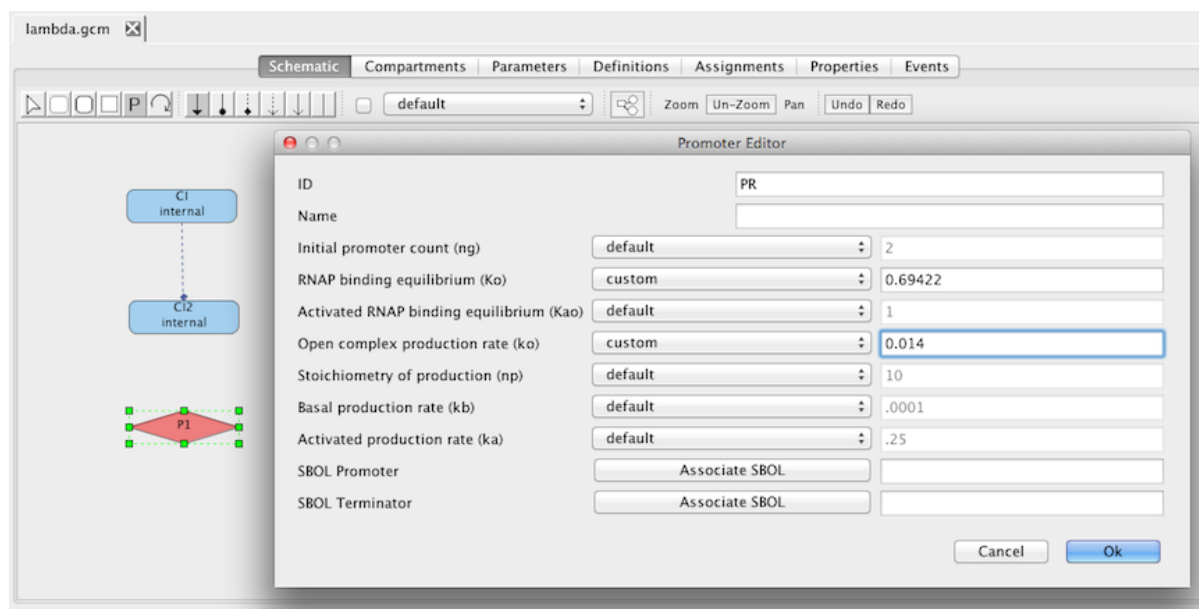 lambda.gcm
Schematic Compartments Parameters Definitions Assignments Properties Events
P default Zoom Un-Zoom Pan Undo Redo
Promoter Editor
ID PR
Name
Initial promoter count (ng) default 2
RNAP binding equilibrium (Ko) custom 0.69422
Activated RNAP binding equilibrium (Kao) default 1
Open complex production rate (ko) custom 0.014
Stoichiometry of production (np) default 10
Basal production rate (kb) default .0001
Activated production rate (ka) default .25
SBOL Promoter Associate SBOL
SBOL Terminator Associate SBOL
Cancel Ok
CI
internal
CI2
internal
P1